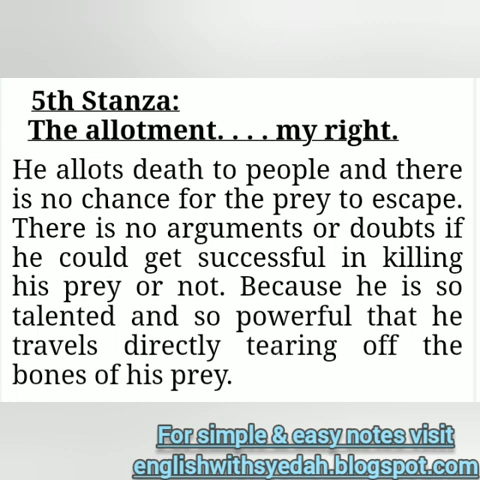 5th Stanza:
The allotment. . . . my right.
He allots death to people and there
is no chance for the prey to escape.
There is no arguments or doubts if
he could get successful in killing
his prey or not. Because he is so
talented and so powerful that he
travels directly tearing off the
bones of his prey.
For simple & easy notes visit
englishwithsyedah.blogspot.com